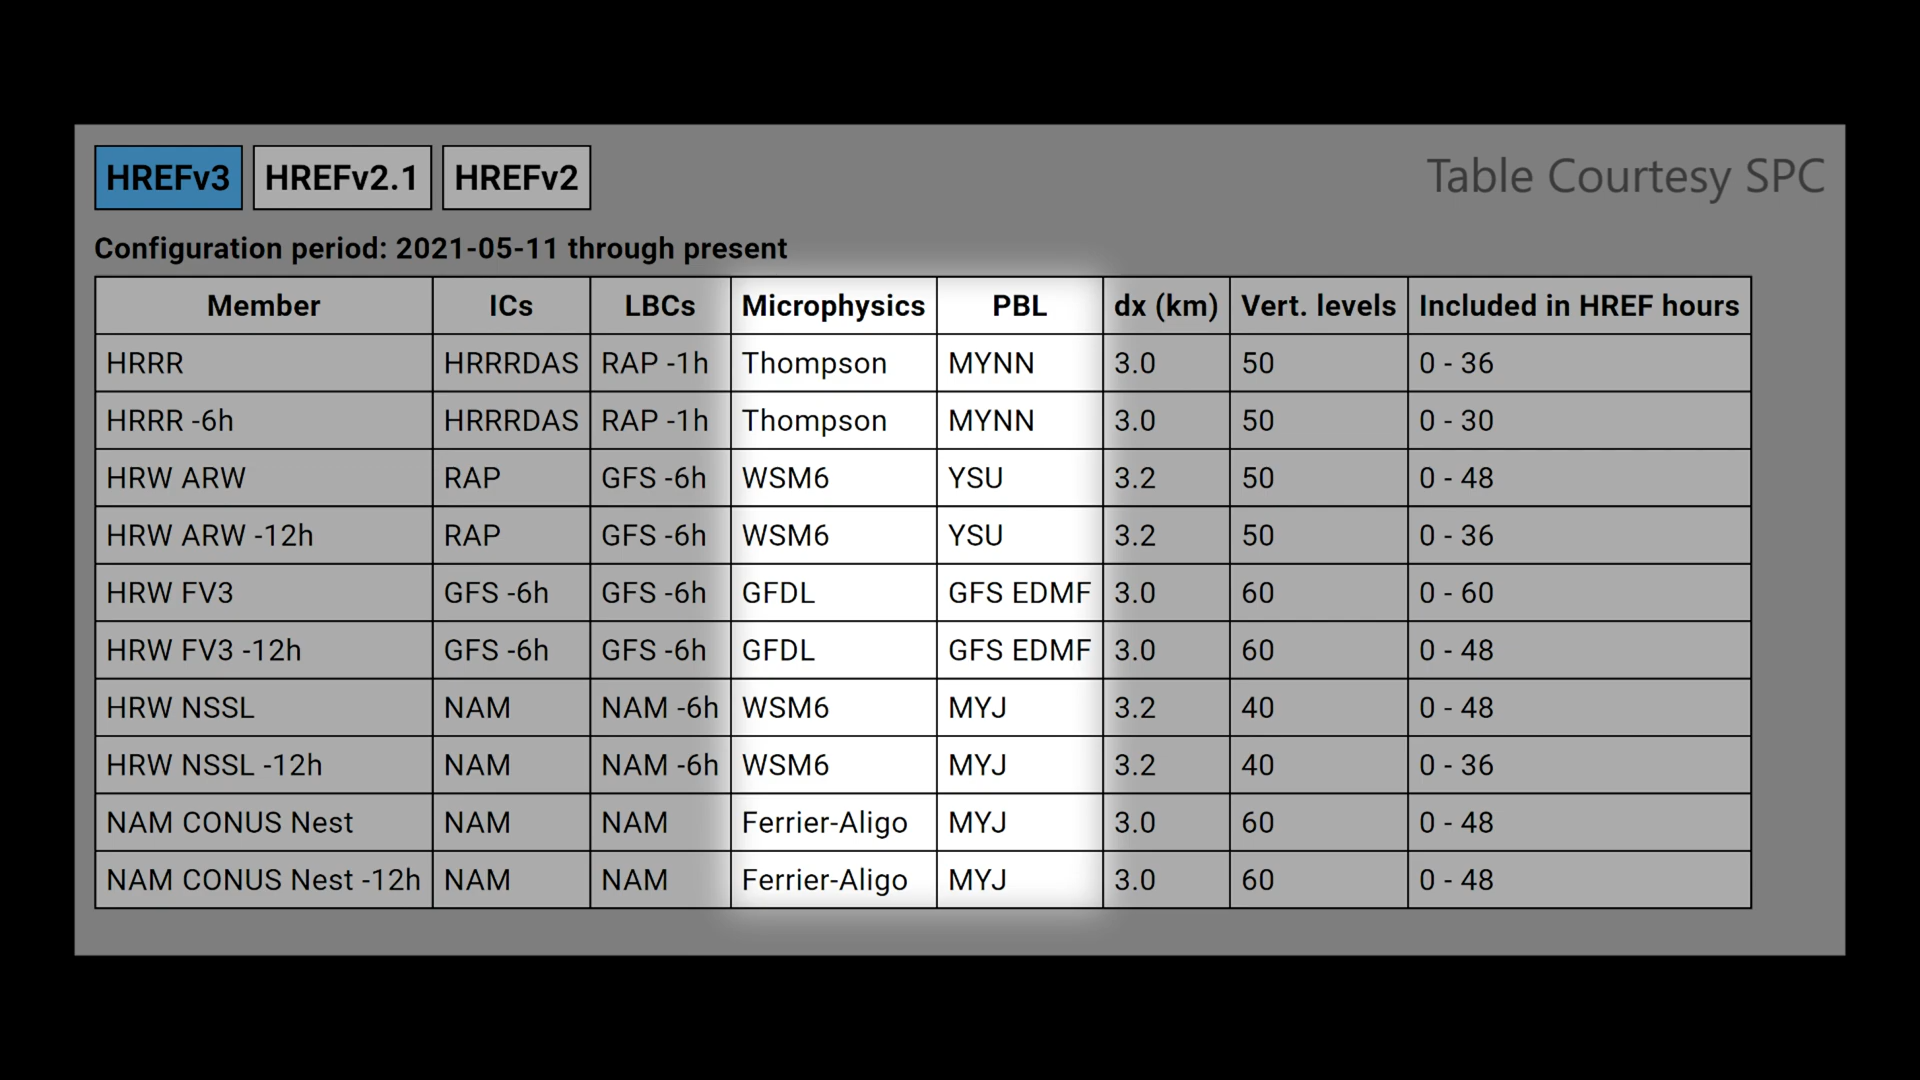 HREFv3 HREFv2.1 HREFv2 Table Courtesy SPC
Configuration period: 2021-05-11 through present
Member ICs LBCs Microphysics PBL dx (km) Vert. levels Included in HREF hours
HRRR HRRRDAS RAP -1h Thompson MYNN 3.0 50 0 - 36
HRRR -6h HRRRDAS RAP -1h Thompson MYNN 3.0 50 0 - 30
HRW ARW RAP GFS -6h WSM6 YSU 3.2 50 0 - 48
HRW ARW -12h RAP GFS -6h WSM6 YSU 3.2 50 0 - 36
HRW FV3 GFS -6h GFS -6h GFDL GFS EDMF 3.0 60 0 - 60
HRW FV3 -12h GFS -6h GFS -6h GFDL GFS EDMF 3.0 60 0 - 48
HRW NSSL NAM NAM -6h WSM6 MYJ 3.2 40 0 - 48
HRW NSSL -12h NAM NAM -6h WSM6 MYJ 3.2 40 0 - 36
NAM CONUS Nest NAM NAM Ferrier-Aligo MYJ 3.0 60 0 - 48
NAM CONUS Nest -12h NAM NAM Ferrier-Aligo MYJ 3.0 60 0 - 48